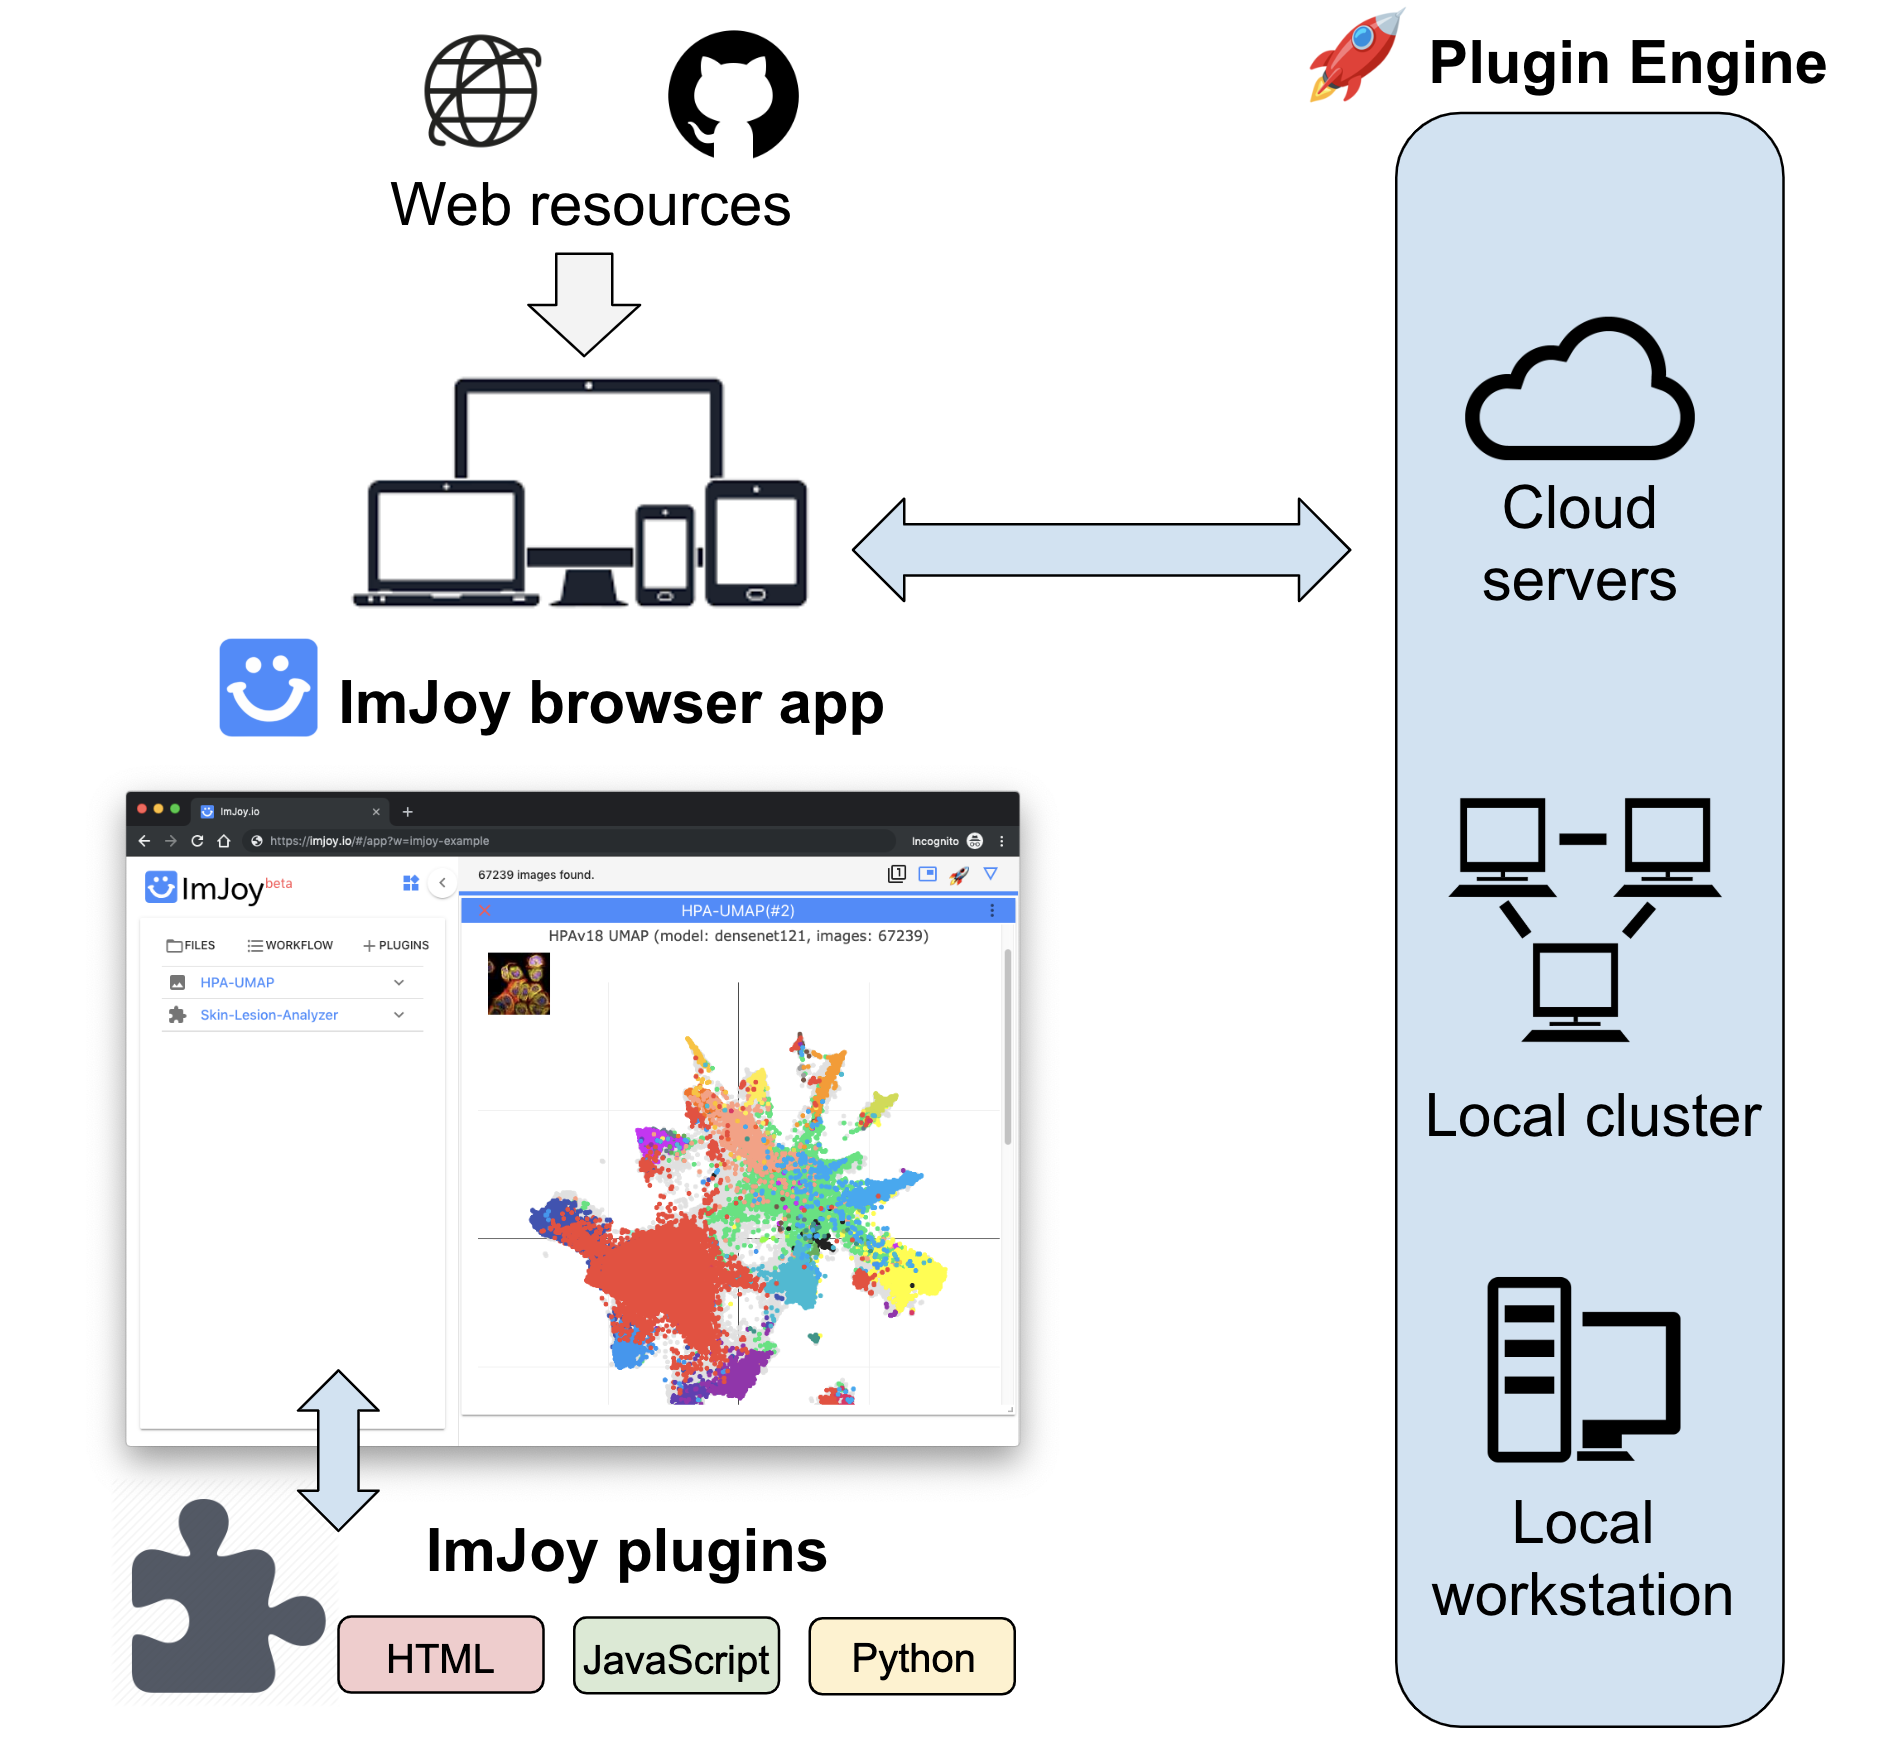 Plugin Engine
Web resources
Cloud
servers
ImJoy browser app
ImJoy.io
https://imjoy.io/#/app?w=imjoy-example
Incognito
ImJoy beta
67239 images found.
1
HPA-UMAP(#2)
FILES
WORKFLOW
PLUGINS
HPAv18 UMAP (model: densenet121, images: 67239)
HPA-UMAP
Skin-Lesion-Analyzer
Local cluster
Local
workstation
ImJoy plugins
HTML
JavaScript
Python